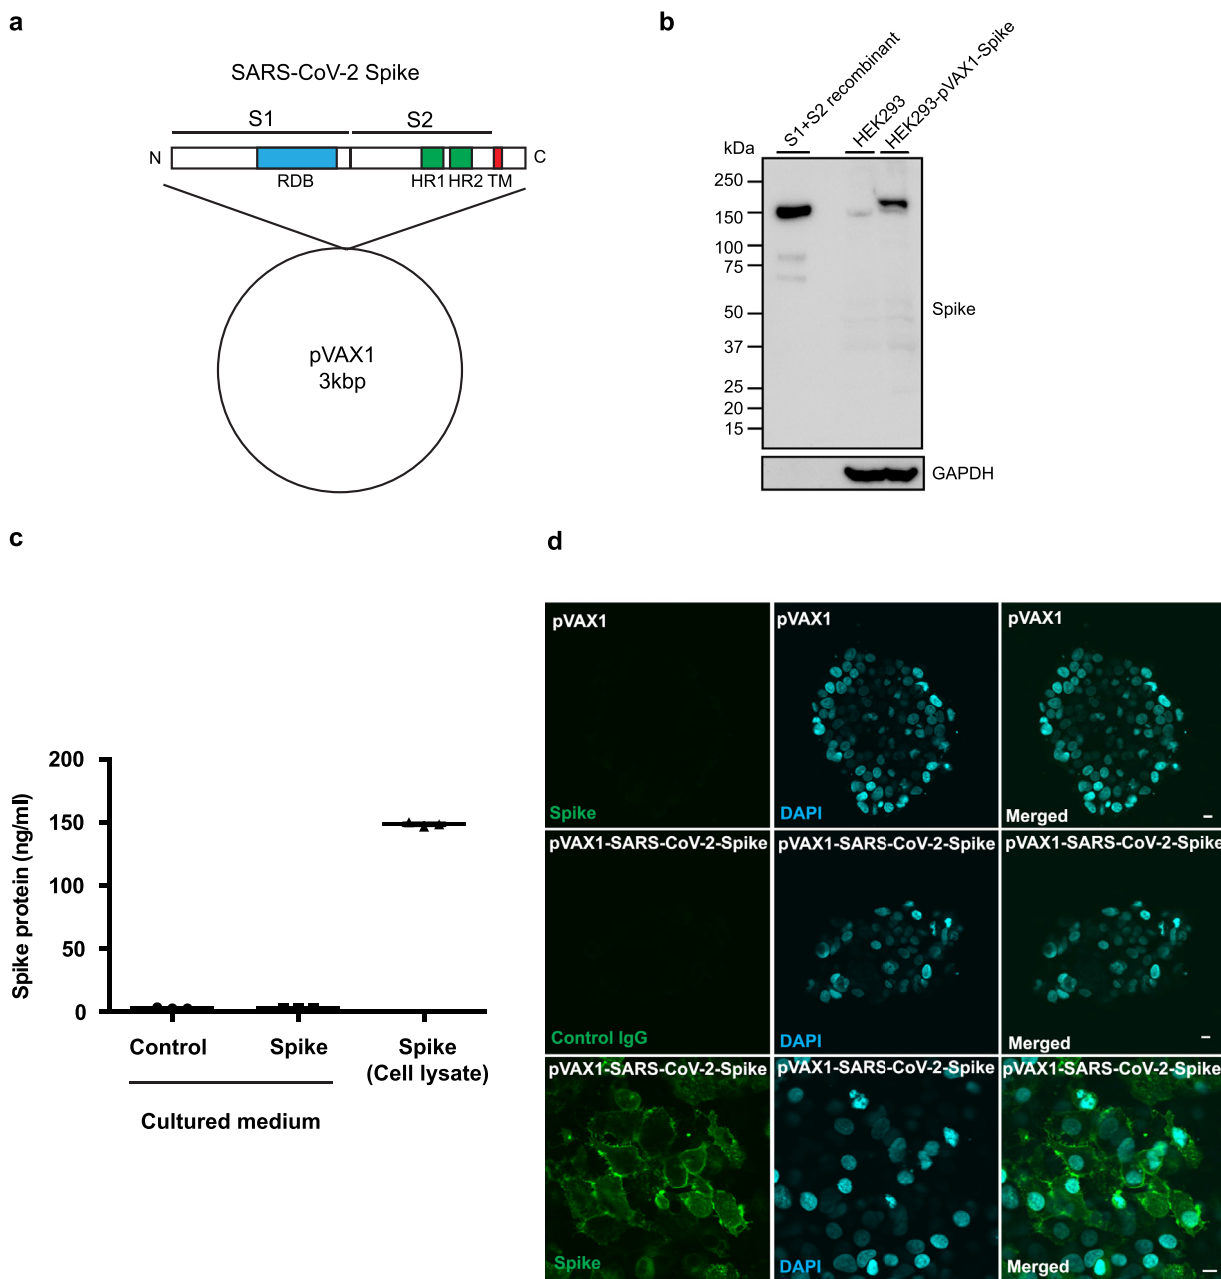 a
SARS-CoV-2 Spike
S1
S2
N
C
RDB
HR1
HR2
TM
pVAX1
3kbp
b
S1+S2 recombinant
HEK293
HEK293-pVAX1-Spike
kDa
250
150
100
75
50
37
25
20
15
Spike
GAPDH
c
Spike protein (ng/ml)
200
150
100
50
0
Control
Spike
Spike
(Cell lysate)
Cultured medium
d
pVAX1
pVAX1
pVAX1
Spike
DAPI
Merged
pVAX1-SARS-CoV-2-Spike
pVAX1-SARS-CoV-2-Spike
pVAX1-SARS-CoV-2-Spike
Control IgG
DAPI
Merged
pVAX1-SARS-CoV-2-Spike
pVAX1-SARS-CoV-2-Spike
pVAX1-SARS-CoV-2-Spike
Spike
DAPI
Merged